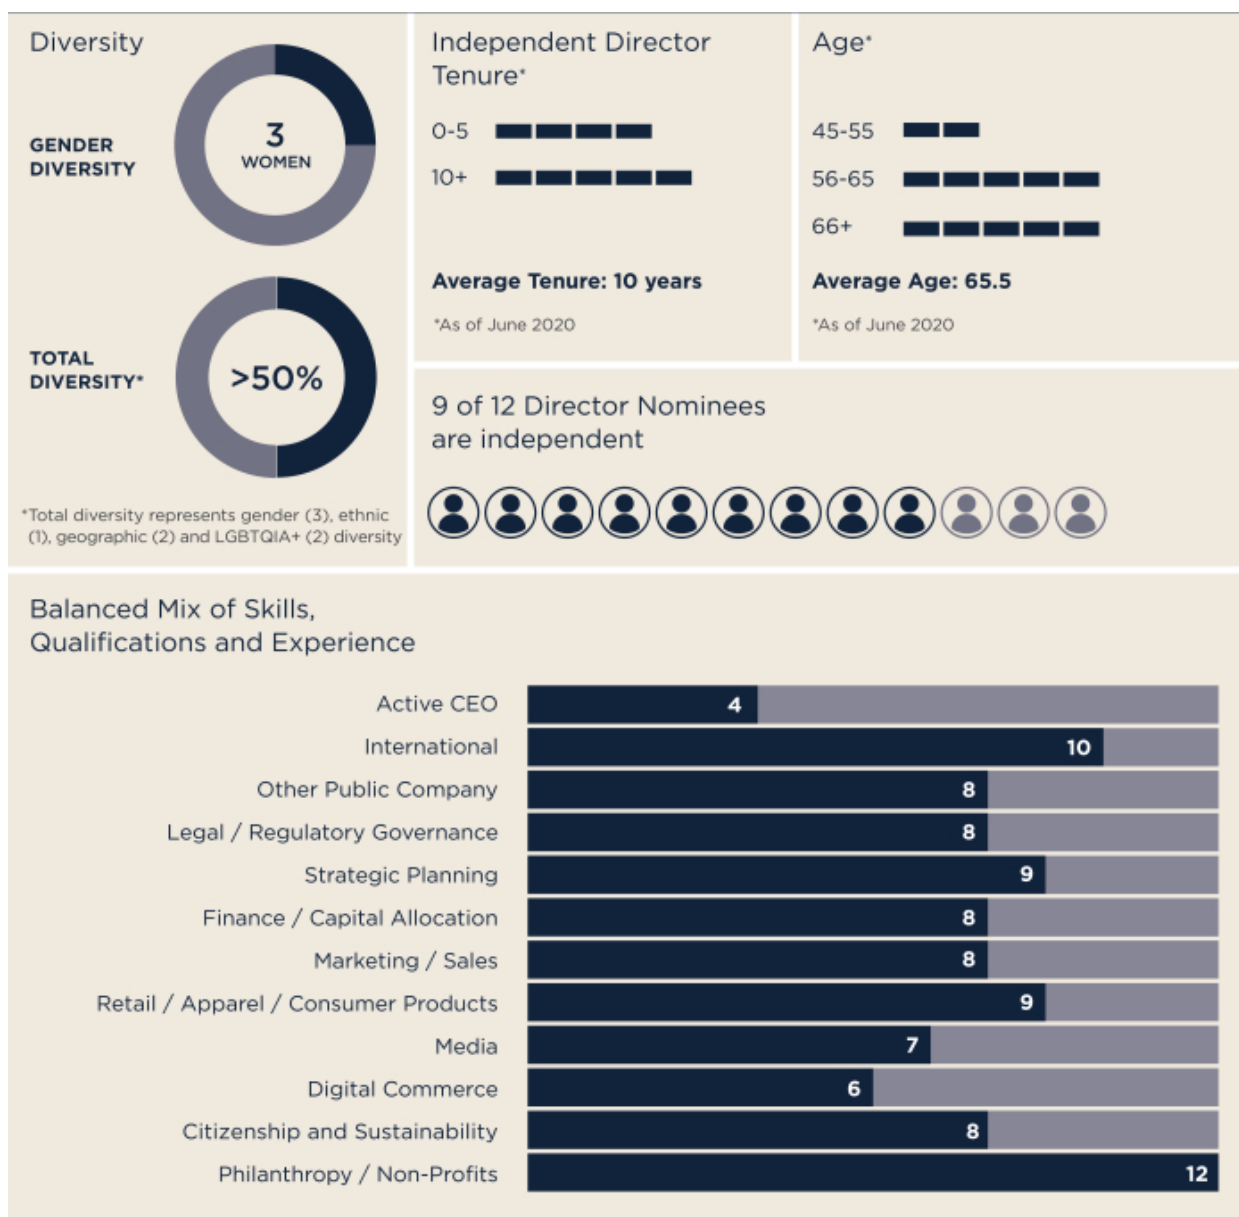 Diversity
GENDER
DIVERSITY
3
WOMEN
TOTAL
DIVERSITY*
>50%
*Total diversity represents gender (3), ethnic
(1), geographic (2) and LGBTQIA+ (2) diversity
Independent Director
Tenure*
0-5
10+
Average Tenure: 10 years
*As of June 2020
Age*
45-55
56-65
66+
Average Age: 65.5
*As of June 2020
9 of 12 Director Nominees
are independent
Balanced Mix of Skills,
Qualifications and Experience
Active CEO 4
International 10
Other Public Company 8
Legal / Regulatory Governance 8
Strategic Planning 9
Finance / Capital Allocation 8
Marketing / Sales 8
Retail / Apparel / Consumer Products 9
Media 7
Digital Commerce 6
Citizenship and Sustainability 8
Philanthropy / Non-Profits 12